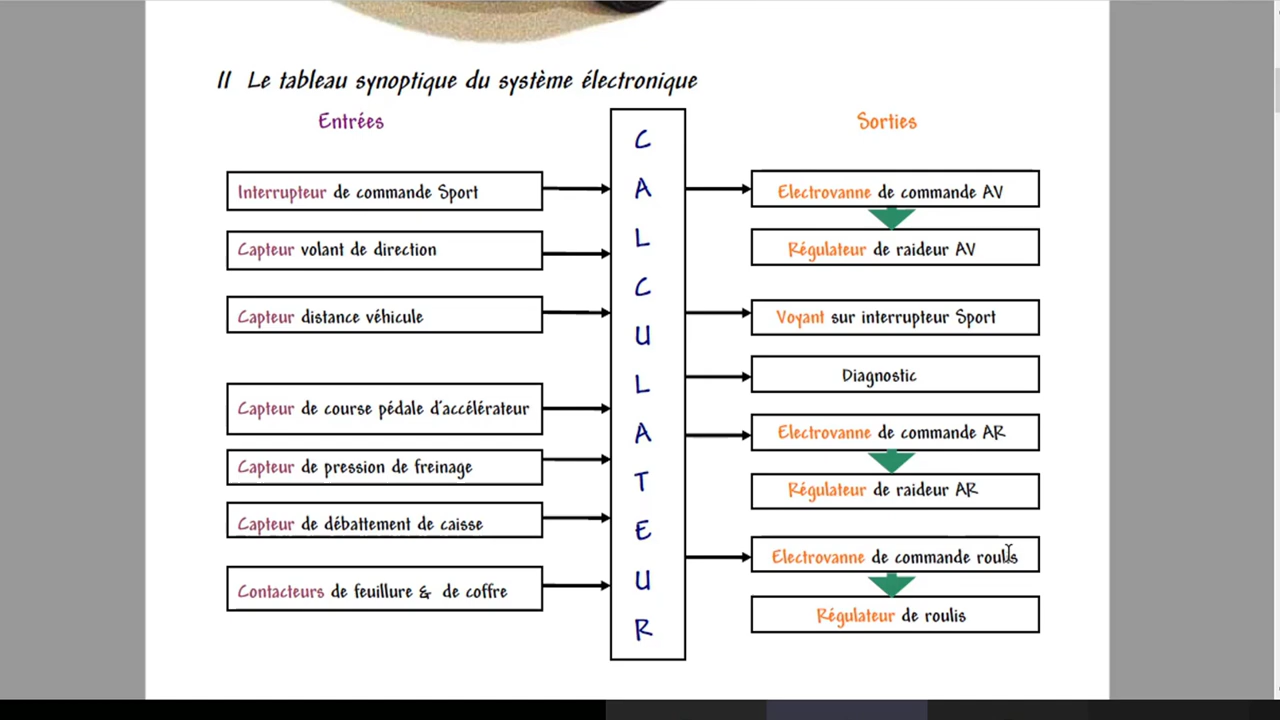 II Le tableau synoptique du système électronique
Entrées
Interrupteur de commande Sport
Capteur volant de direction
Capteur distance véhicule
Capteur de course pédale d'accélérateur
Capteur de pression de freinage
Capteur de débattement de caisse
Contacteurs de feuillure & de coffre
C
A
L
C
U
L
A
T
E
U
R
Sorties
Electrovanne de commande AV
Régulateur de raideur AV
Voyant sur interrupteur Sport
Diagnostic
Electrovanne de commande AR
Régulateur de raideur AR
Electrovanne de commande roulis
Régulateur de roulis